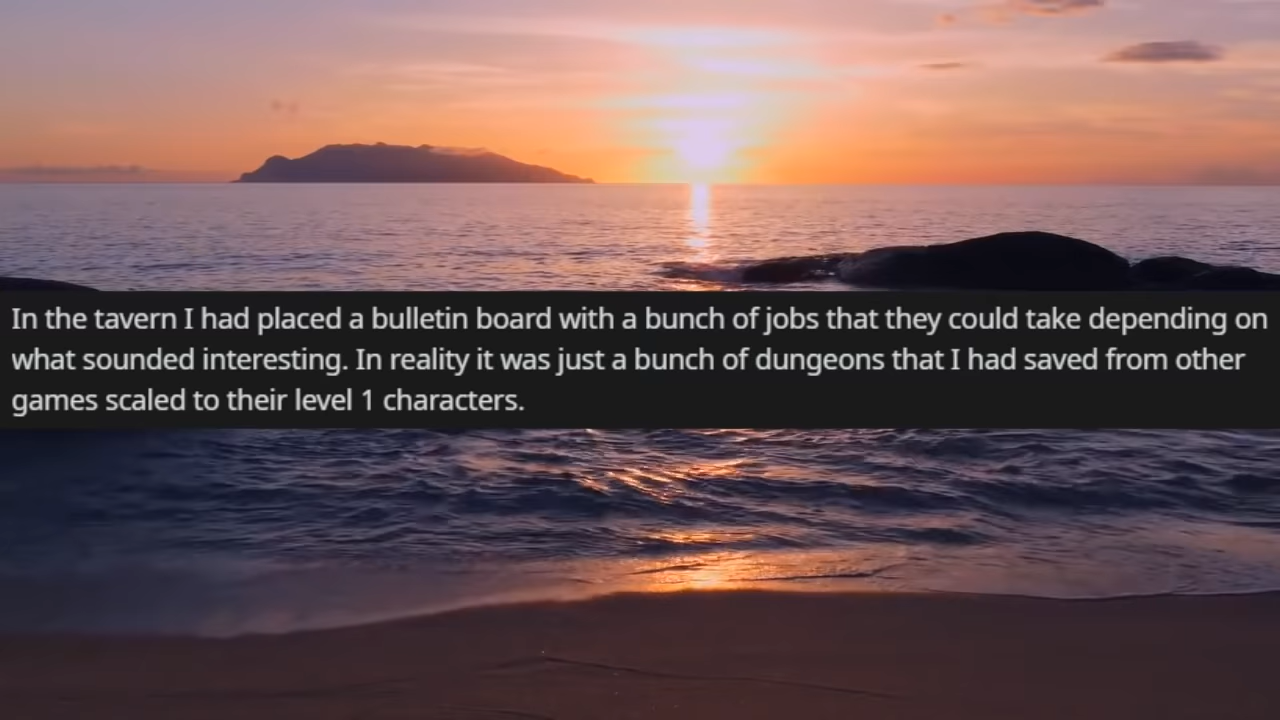 In the tavern I had placed a bulletin board with a bunch of jobs that they could take depending on
what sounded interesting. In reality it was just a bunch of dungeons that I had saved from other
games scaled to their level 1 characters.